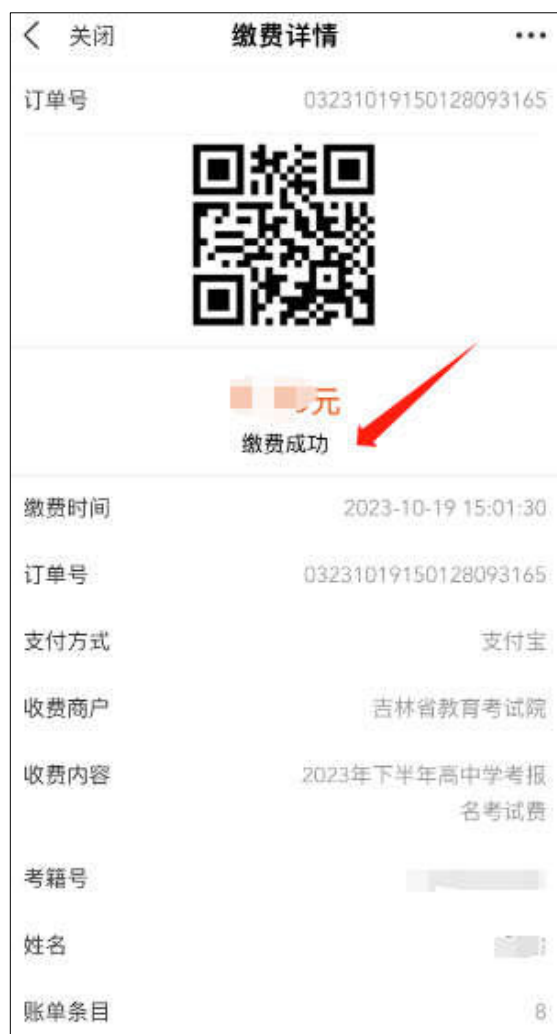 关闭 缴费详情
订单号 03231019150128093165
元
缴费成功
缴费时间 2023-10-19 15:01:30
订单号 03231019150128093165
支付方式 支付宝
收费商户 吉林省教育考试院
收费内容 2023年下半年高中学考报
名考试费
考籍号
姓名
账单条目 8